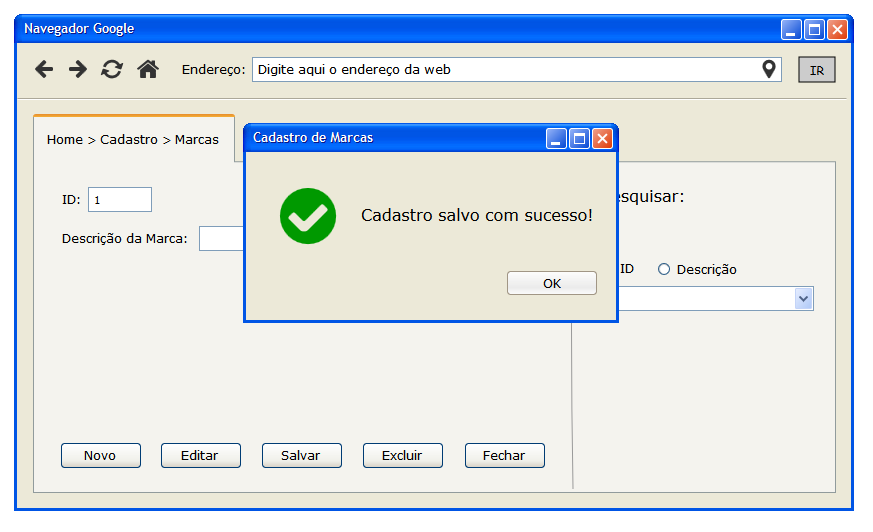 Navegador Google
Endereço: Digite aqui o endereço da web IR
Home > Cadastro > Marcas
Cadastro de Marcas
Cadastro salvo com sucesso!
OK
ID: 1
Descrição da Marca:
esquisar:
ID Descrição
Novo Editar Salvar Excluir Fechar